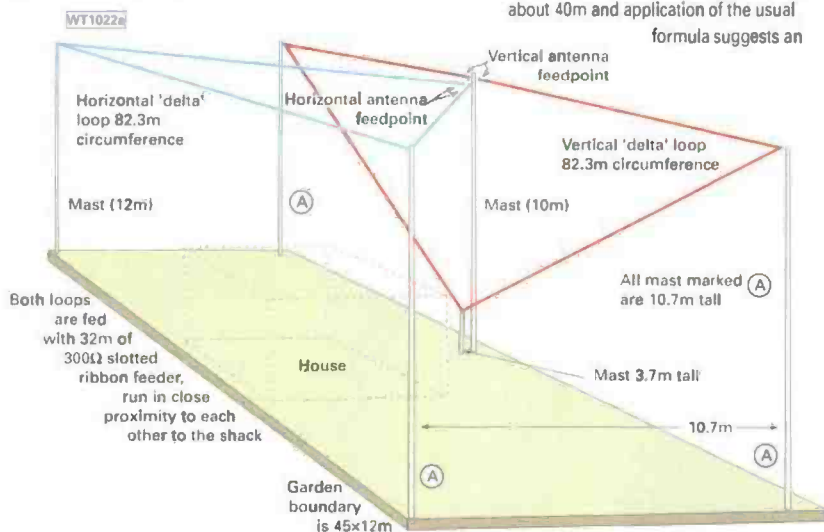 WT1022a
about 40m and application of the usual
formula suggests an
Vertical antenna
feedpoint
Horizontal antenna
feedpoint
Horizontal 'delta'
loop 82.3m
circumference
Vertical 'delta' loop
82.3m circumference
Mast (12m)
A
Mast (10m)
All mast marked A
are 10.7m tall
Both loops
are fed
with 32m of
300Ω slotted
ribbon feeder,
run in close
proximity to each
other to the shack
House
Mast 3.7m tall
10.7m
A
A
Garden
boundary
is 45x12m